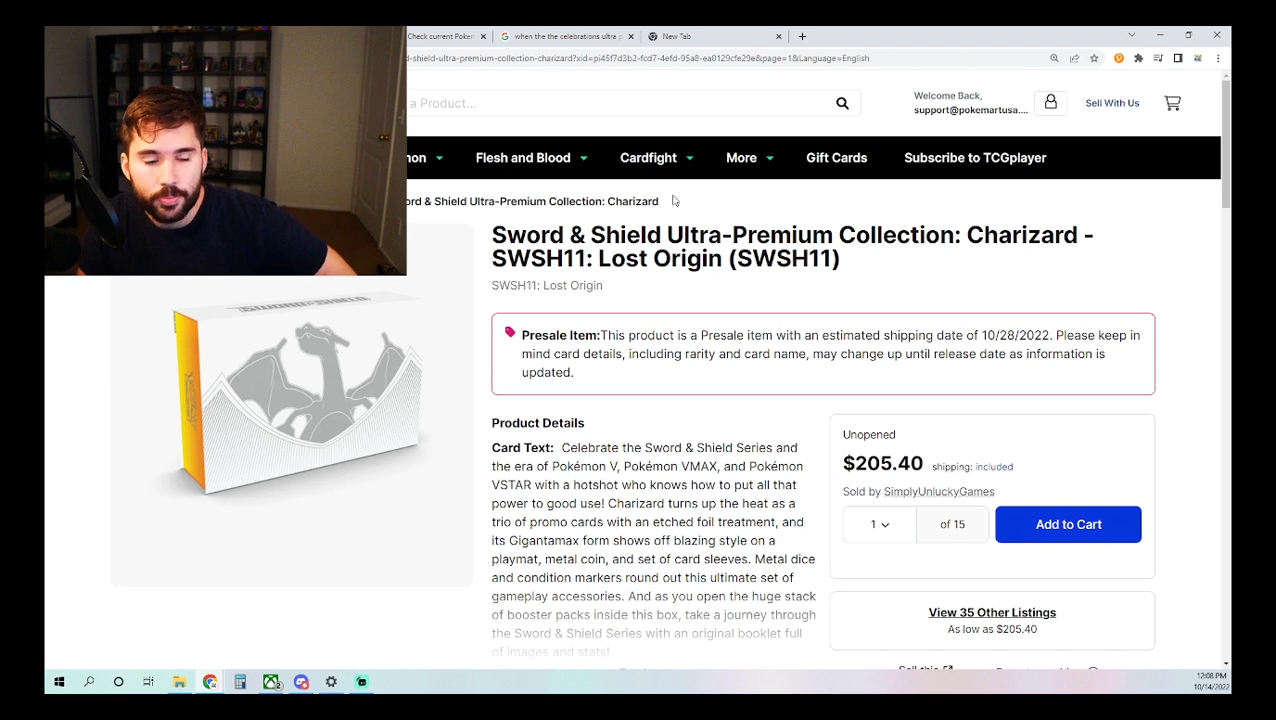 Check current Poker
when the the celebrations ultra p
New Tab
d-shield-ultra-premium-collection-charizard?xid=pi45f7d3b2-fcd7-4efd-95a8-ea0129cfe29e&page=1&Language=English
a Product...
Welcome Back,
support@pokemartusa....
Sell With Us
mon
Flesh and Blood
Cardfight
More
Gift Cards
Subscribe to TCGplayer
ord & Shield Ultra-Premium Collection: Charizard
Sword & Shield Ultra-Premium Collection: Charizard -
SWSH11: Lost Origin (SWSH11)
SWSH11: Lost Origin
Presale Item:This product is a Presale item with an estimated shipping date of 10/28/2022. Please keep in
mind card details, including rarity and card name, may change up until release date as information is
updated.
Product Details
Card Text: Celebrate the Sword & Shield Series and
the era of Pokémon V, Pokémon VMAX, and Pokémon
VSTAR with a hotshot who knows how to put all that
power to good use! Charizard turns up the heat as a
trio of promo cards with an etched foil treatment, and
its Gigantamax form shows off blazing style on a
playmat, metal coin, and set of card sleeves. Metal dice
and condition markers round out this ultimate set of
gameplay accessories. And as you open the huge stack
of booster packs inside this box, take a journey through
the Sword & Shield Series with an original booklet full
of images and stats!
Unopened
$205.40 shipping: included
Sold by SimplyUnluckyGames
1
of 15
Add to Cart
View 35 Other Listings
As low as $205.40
Sell this
12:08 PM
10/14/2022